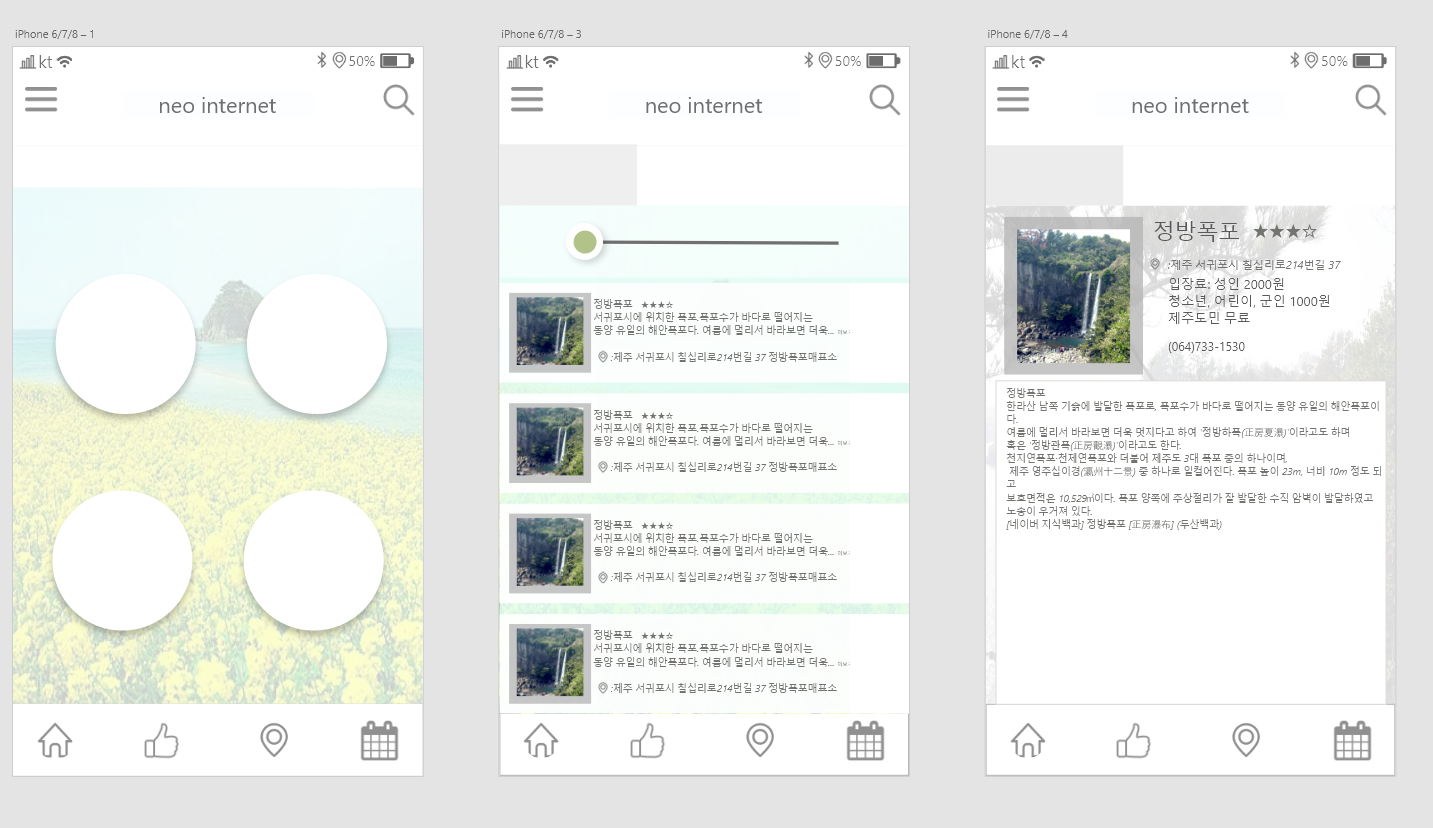 iPhone 6/7/8 – 1
kt
50%
neo internet
iPhone 6/7/8 – 3
kt
50%
neo internet
정방폭포 ★★★☆
서귀포시에 위치한 폭포.폭포수가 바다로 떨어지는
동양 유일의 해안폭포다. 여름에 멀리서 바라보면 더욱...
:제주 서귀포시 칠십리로214번길 37 정방폭포매표소
정방폭포 ★★★☆
서귀포시에 위치한 폭포.폭포수가 바다로 떨어지는
동양 유일의 해안폭포다. 여름에 멀리서 바라보면 더욱...
:제주 서귀포시 칠십리로214번길 37 정방폭포매표소
정방폭포 ★★★☆
서귀포시에 위치한 폭포.폭포수가 바다로 떨어지는
동양 유일의 해안폭포다. 여름에 멀리서 바라보면 더욱...
:제주 서귀포시 칠십리로214번길 37 정방폭포매표소
정방폭포 ★★★☆
서귀포시에 위치한 폭포.폭포수가 바다로 떨어지는
동양 유일의 해안폭포다. 여름에 멀리서 바라보면 더욱...
:제주 서귀포시 칠십리로214번길 37 정방폭포매표소
iPhone 6/7/8 – 4
kt
50%
neo internet
정방폭포 ★★★☆
:제주 서귀포시 칠십리로214번길 37
입장료: 성인 2000원
청소년, 어린이, 군인 1000원
제주도민 무료
(064)733-1530
정방폭포
한라산 남쪽 기슭에 발달한 폭포로, 폭포수가 바다로 떨어지는 동양 유일의 해안폭포이
다.
여름에 멀리서 바라보면 더욱 멋지다고 하여 '정방하폭(正房夏瀑)'이라고도 하며
혹은 '정방관폭(正房觀瀑)'이라고도 한다.
천지연폭포·천제연폭포와 더불어 제주도 3대 폭포 중의 하나이며,
제주 영주십이경(瀛州十二景) 중 하나로 일컬어진다. 폭포 높이 23m, 너비 10m 정도 되
고
보호면적은 10,529㎡이다. 폭포 양쪽에 주상절리가 잘 발달한 수직 암벽이 발달하였고
노송이 우거져 있다.
[네이버 지식백과] 정방폭포 [正房瀑布] (두산백과)